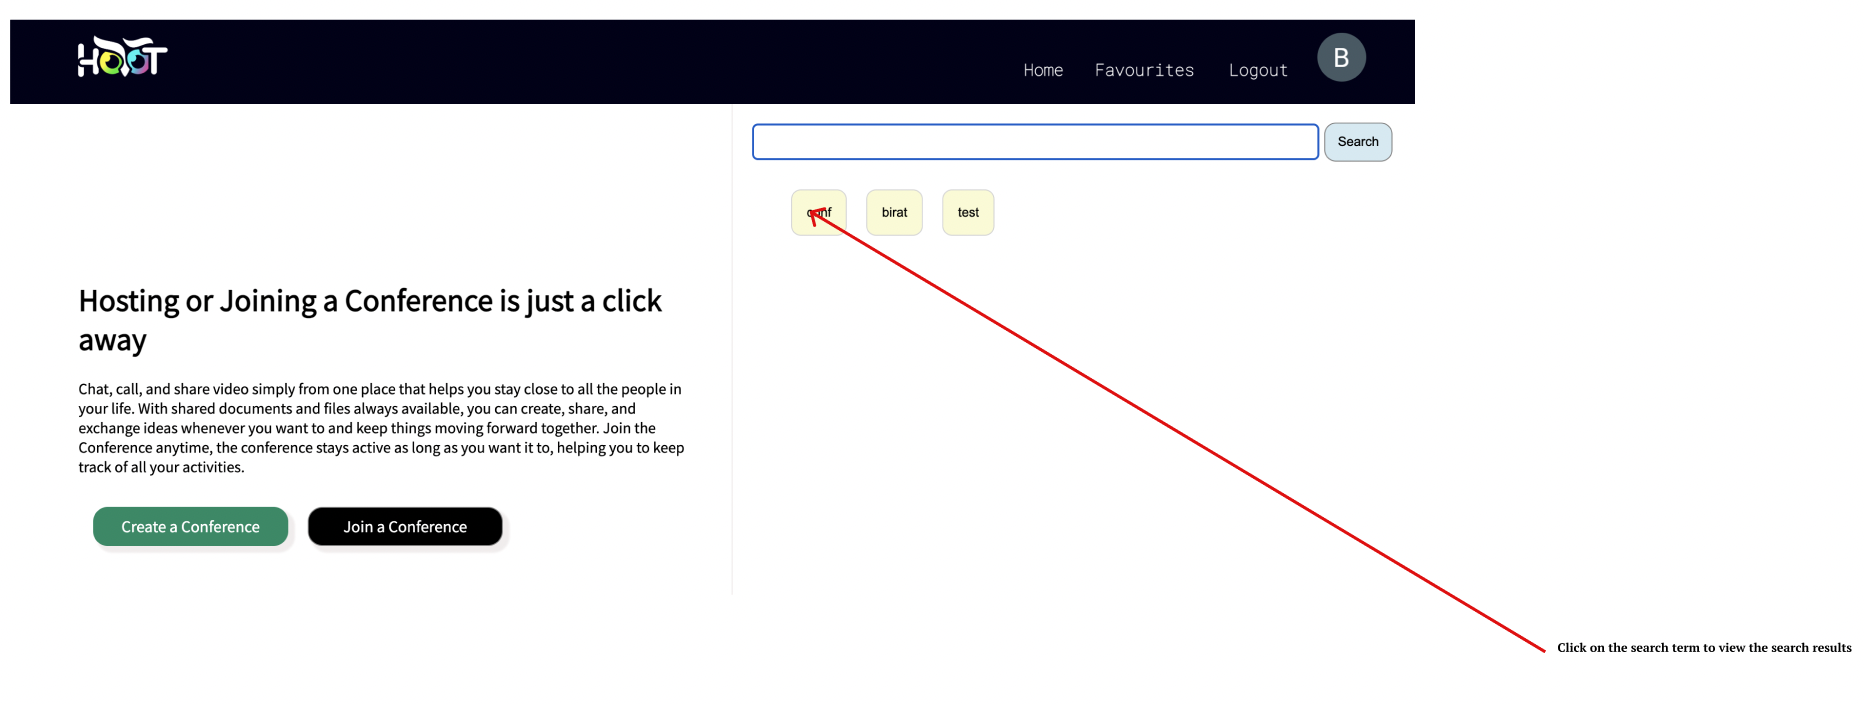 HOOT
Home Favourites Logout B
Search
conf birat test
Hosting or Joining a Conference is just a click
away
Chat, call, and share video simply from one place that helps you stay close to all the people in
your life. With shared documents and files always available, you can create, share, and
exchange ideas whenever you want to and keep things moving forward together. Join the
Conference anytime, the conference stays active as long as you want it to, helping you to keep
track of all your activities.
Create a Conference Join a Conference
Click on the search term to view the search results